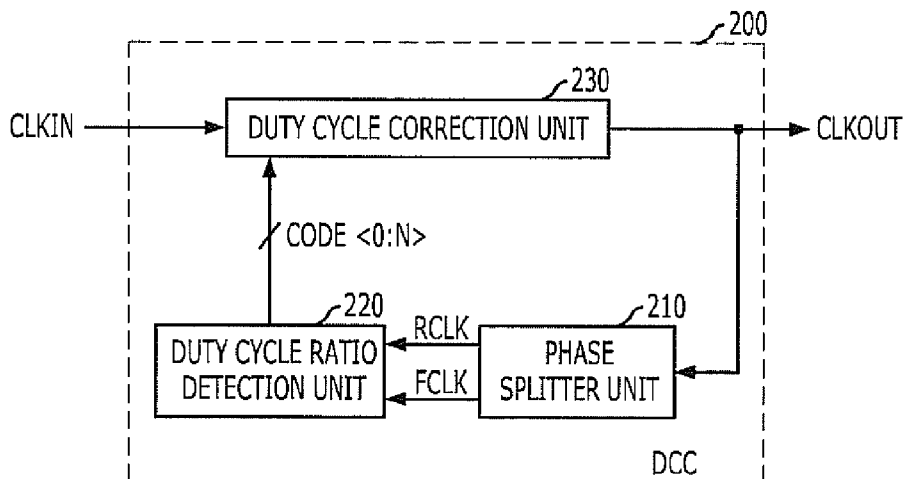 200
230
CLKIN
DUTY CYCLE CORRECTION UNIT
CLKOUT
CODE <0:N>
220
210
DUTY CYCLE RATIO
DETECTION UNIT
RCLK
FCLK
PHASE
SPLITTER UNIT
DCC